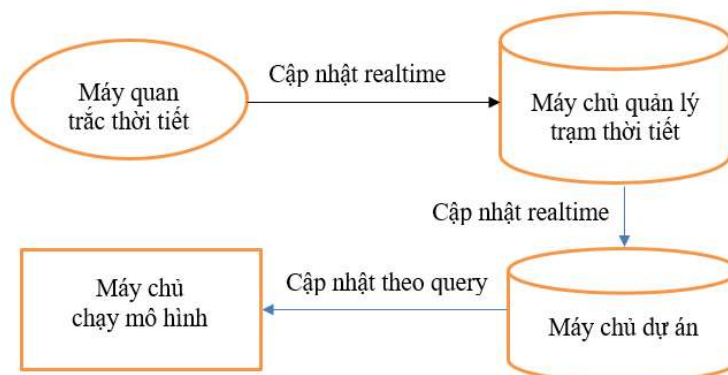 Máy quan
trắc thời tiết
Cập nhật realtime
Máy chủ quản lý
trạm thời tiết
Cập nhật realtime
Máy chủ
chạy mô hình
Cập nhật theo query
Máy chủ dự án